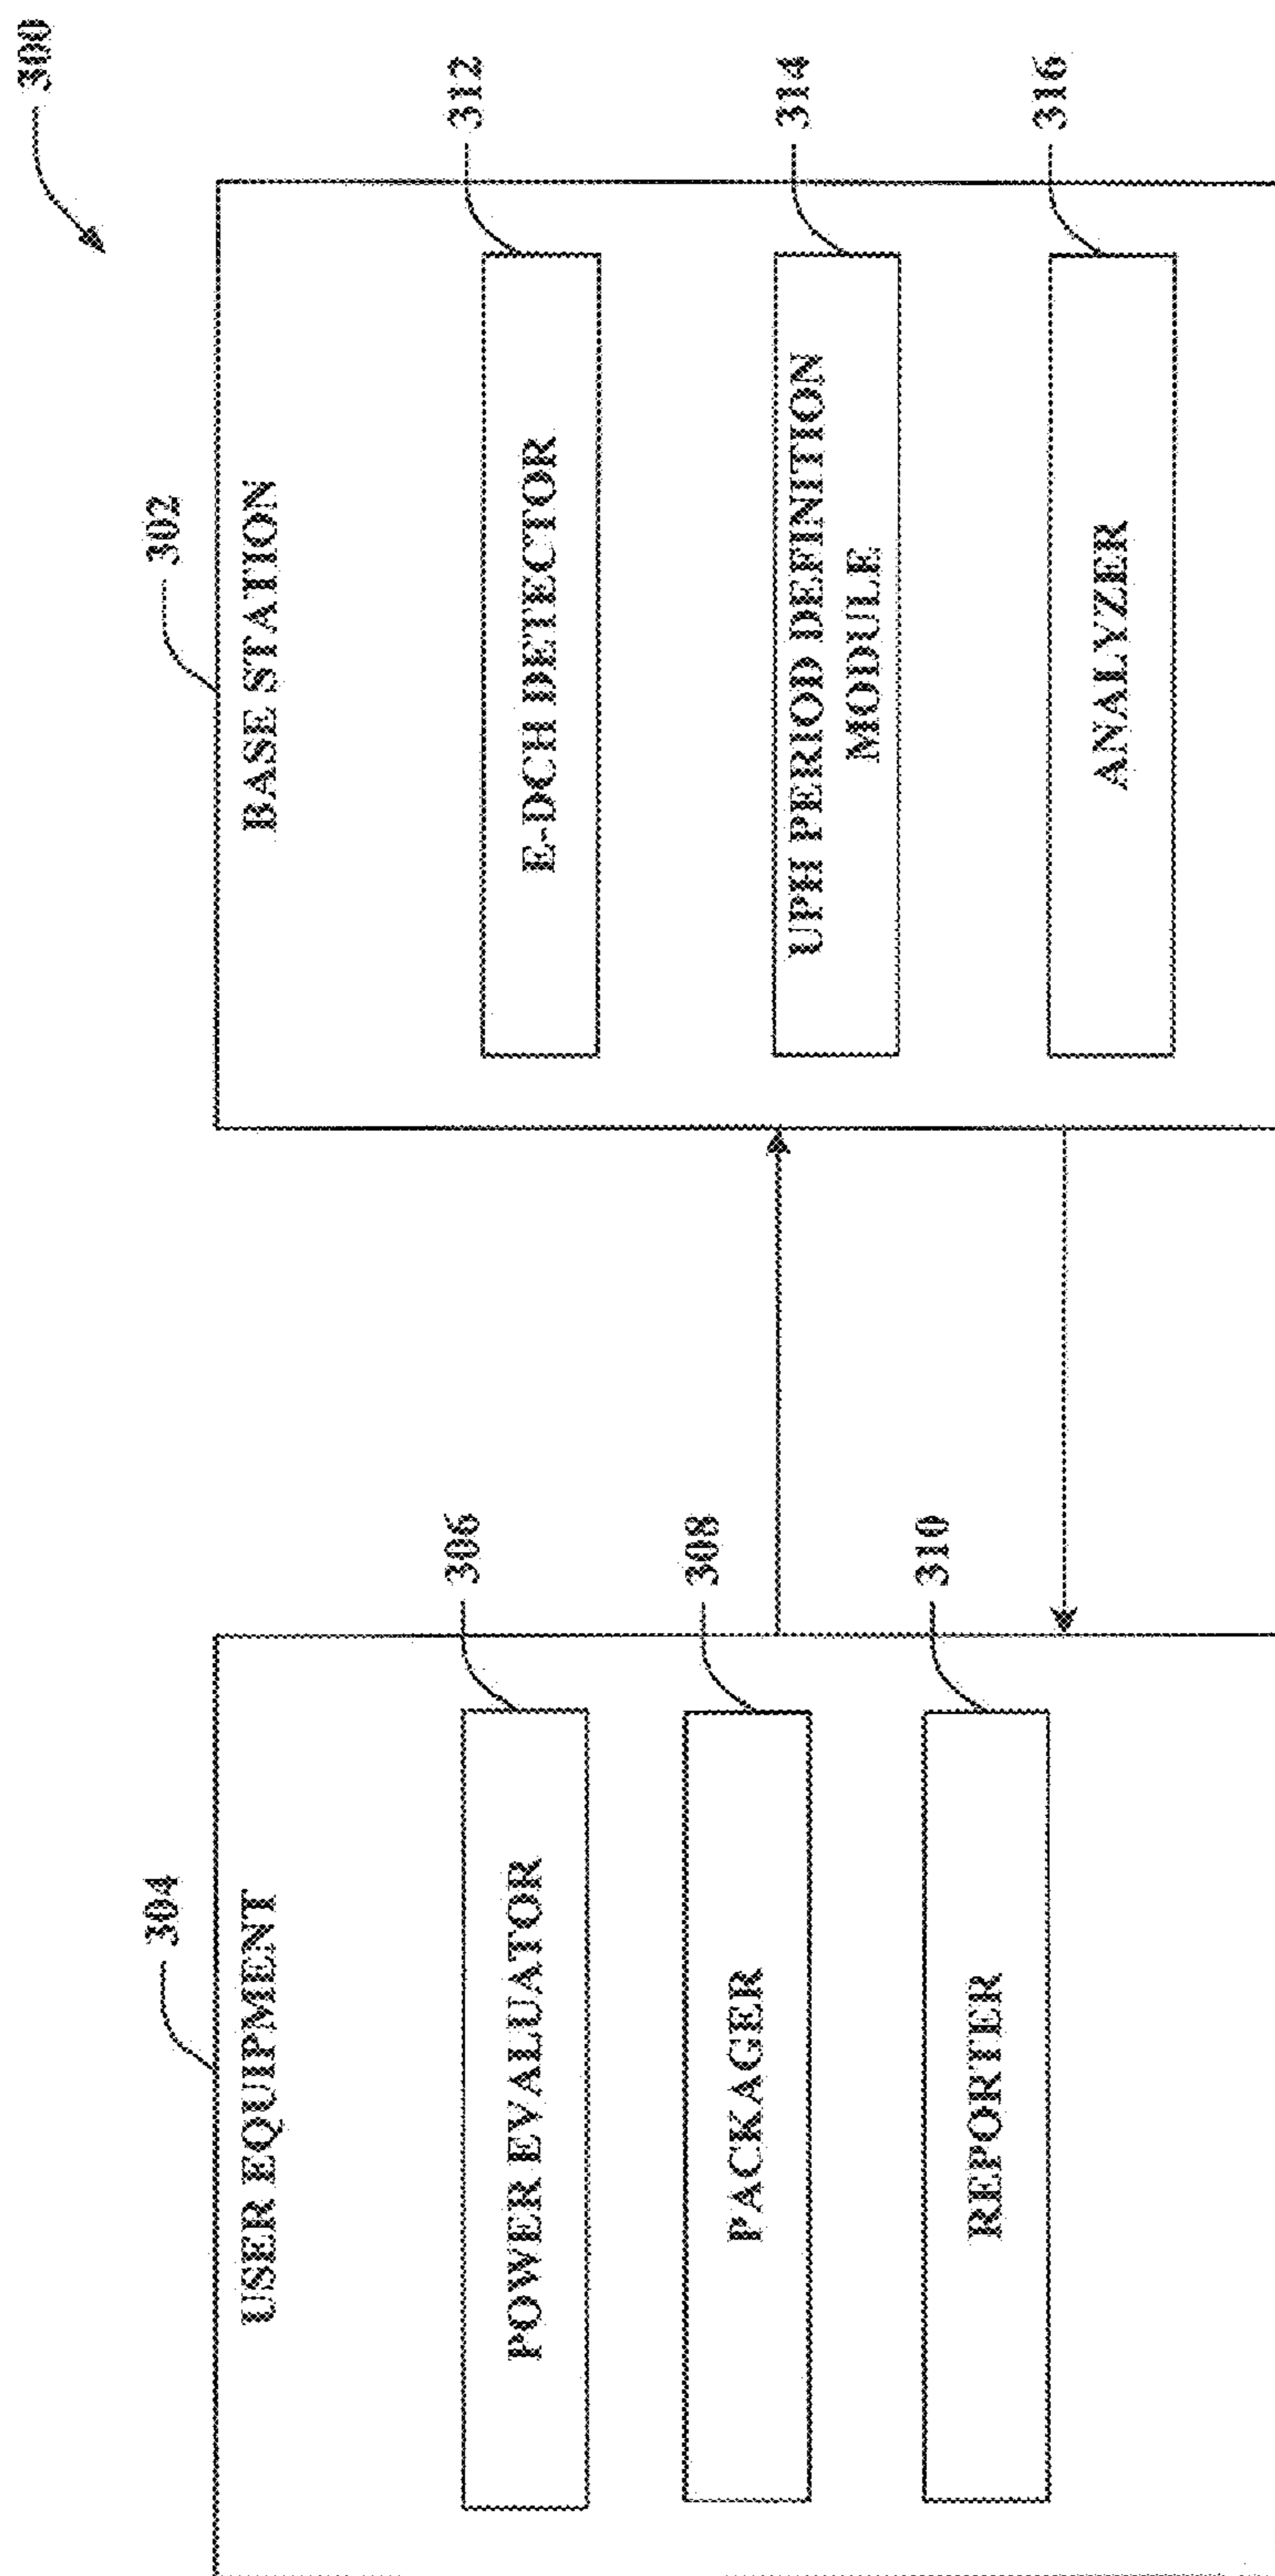 300
304
USER EQUIPMENT
306
POWER EVALUATOR
308
PACKAGER
310
REPORTER
302
BASE STATION
312
E-DCH DETECTOR
314
UPH PERIOD DEFINITION
MODULE
316
ANALYZER